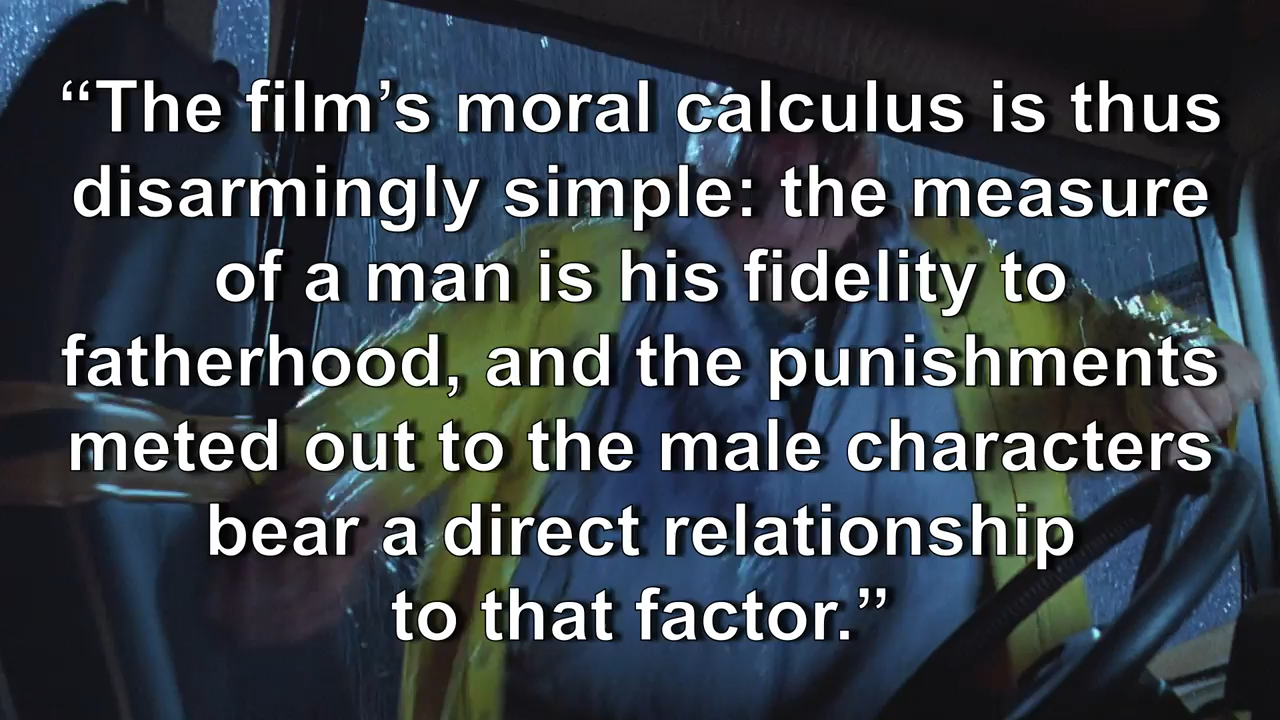 “The film’s moral calculus is thus
disarmingly simple: the measure
of a man is his fidelity to
fatherhood, and the punishments
meted out to the male characters
bear a direct relationship
to that factor.”